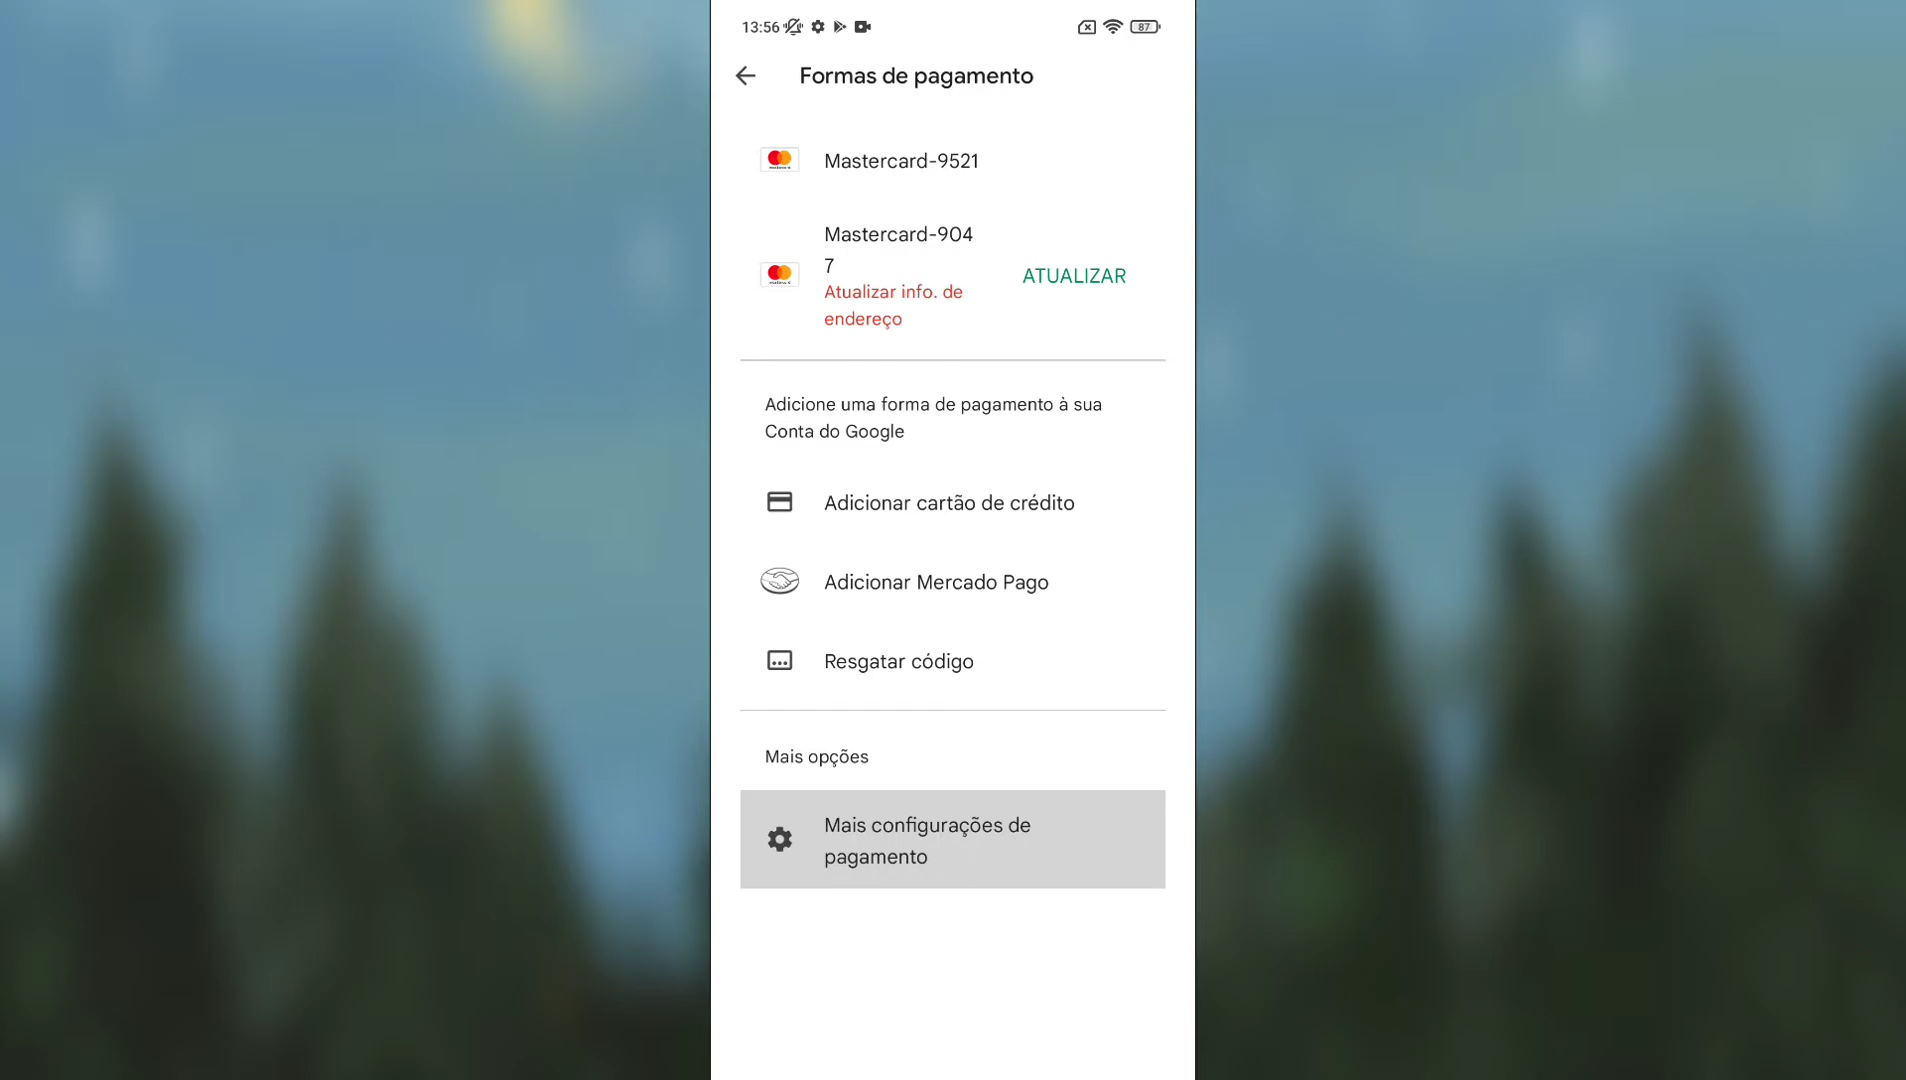 13:56
87
Formas de pagamento
Mastercard-9521
Mastercard-904
7
Atualizar info. de
endereço
ATUALIZAR
Adicione uma forma de pagamento à sua
Conta do Google
Adicionar cartão de crédito
Adicionar Mercado Pago
Resgatar código
Mais opções
Mais configurações de
pagamento